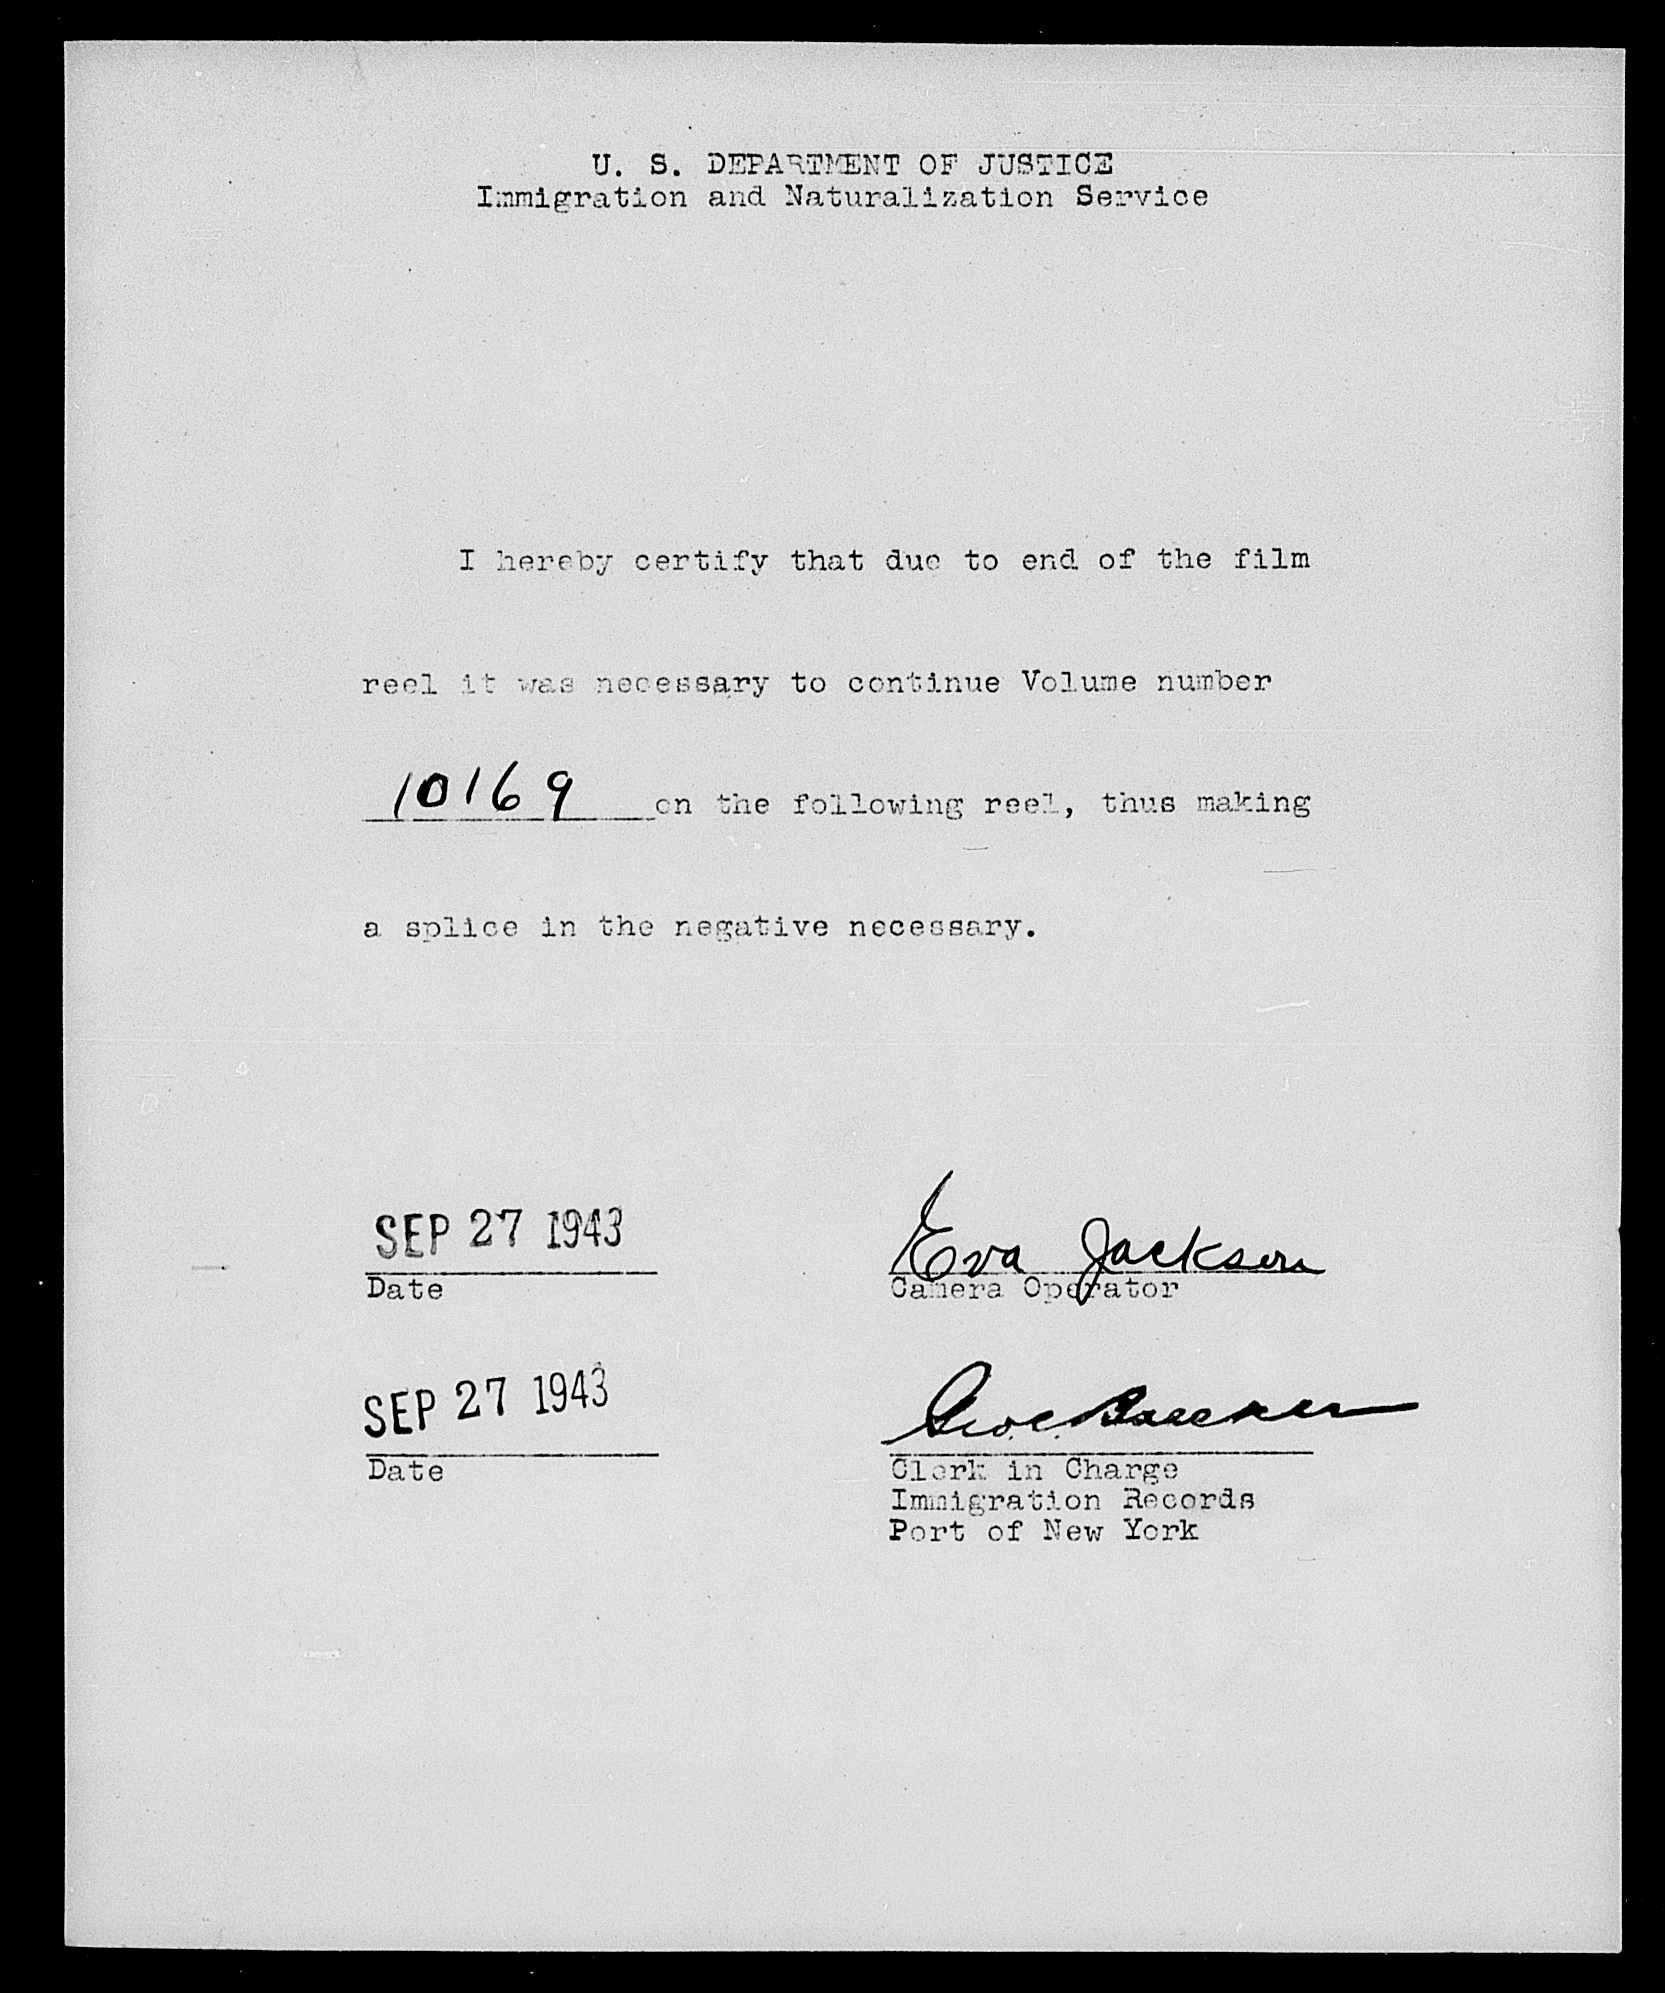 U. S. DEPARTMENT OF JUSTICE
Immigration and Naturalization Service
I hereby certify that due to end of the film
reel it was necessary to continue Volume number
10169 on the following reel, thus making
a splice in the negative necessary.
SEP 27 1943 Eva Jackson
Date Camera Operator
SEP 27 1943 Geo. C.
Date Clerk in Charge
Immigration Records
Port of New York